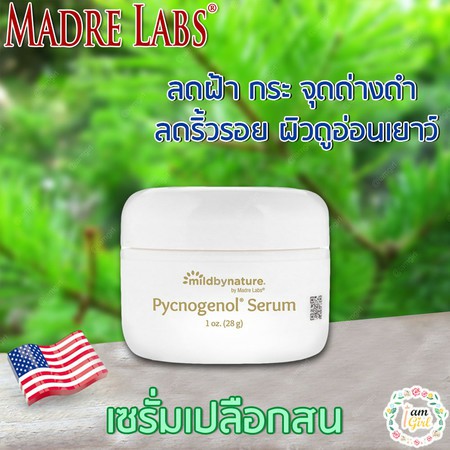 MADRE LABS®
ลดฝ้า กระ จุดด่างดำ
ลดริ้วรอย ผิวดูอ่อนเยาว์
mildbynature.
by Madre Labs®
Pycnogenol® Serum
1 oz. (28 g)
เซรั่มเปลือกสน
i am
Girl